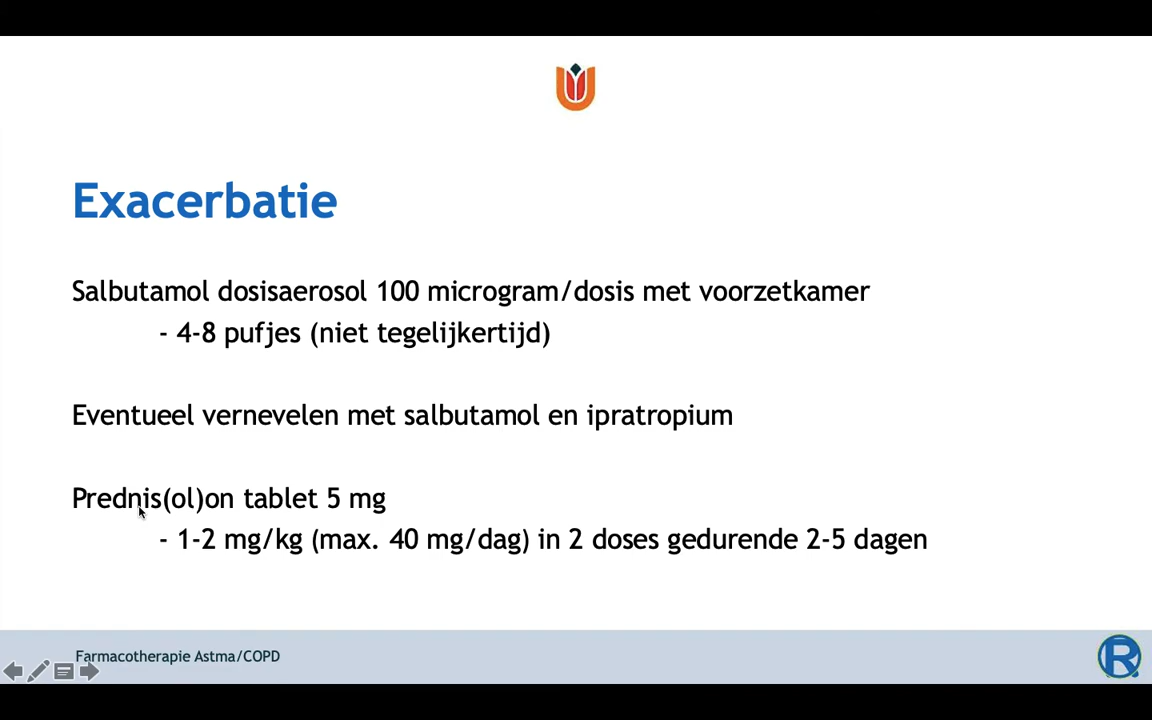 Exacerbatie
Salbutamol dosisaerosol 100 microgram/dosis met voorzetkamer
- 4-8 pufjes (niet tegelijkertijd)
Eventueel vernevelen met salbutamol en ipratropium
Prednis(ol)on tablet 5 mg
- 1-2 mg/kg (max. 40 mg/dag) in 2 doses gedurende 2-5 dagen
Farmacotherapie Astma/COPD
R